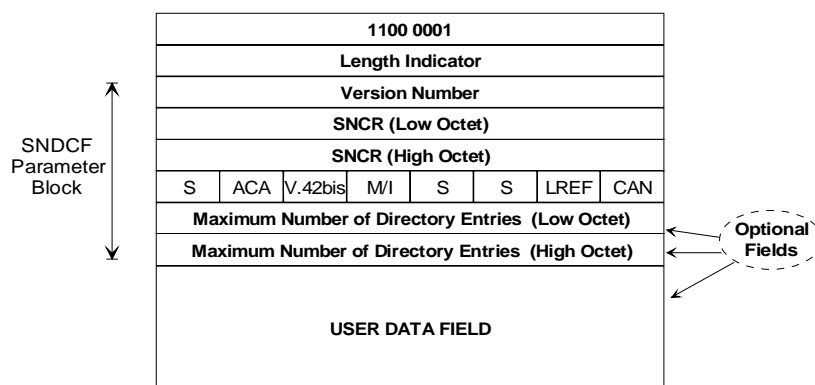 1100 0001
Length Indicator
Version Number
SNDCF
Parameter
Block
SNCR (Low Octet)
SNCR (High Octet)
S ACA V.42bis M/I S S LREF CAN
Maximum Number of Directory Entries (Low Octet)
Maximum Number of Directory Entries (High Octet)
Optional
Fields
USER DATA FIELD